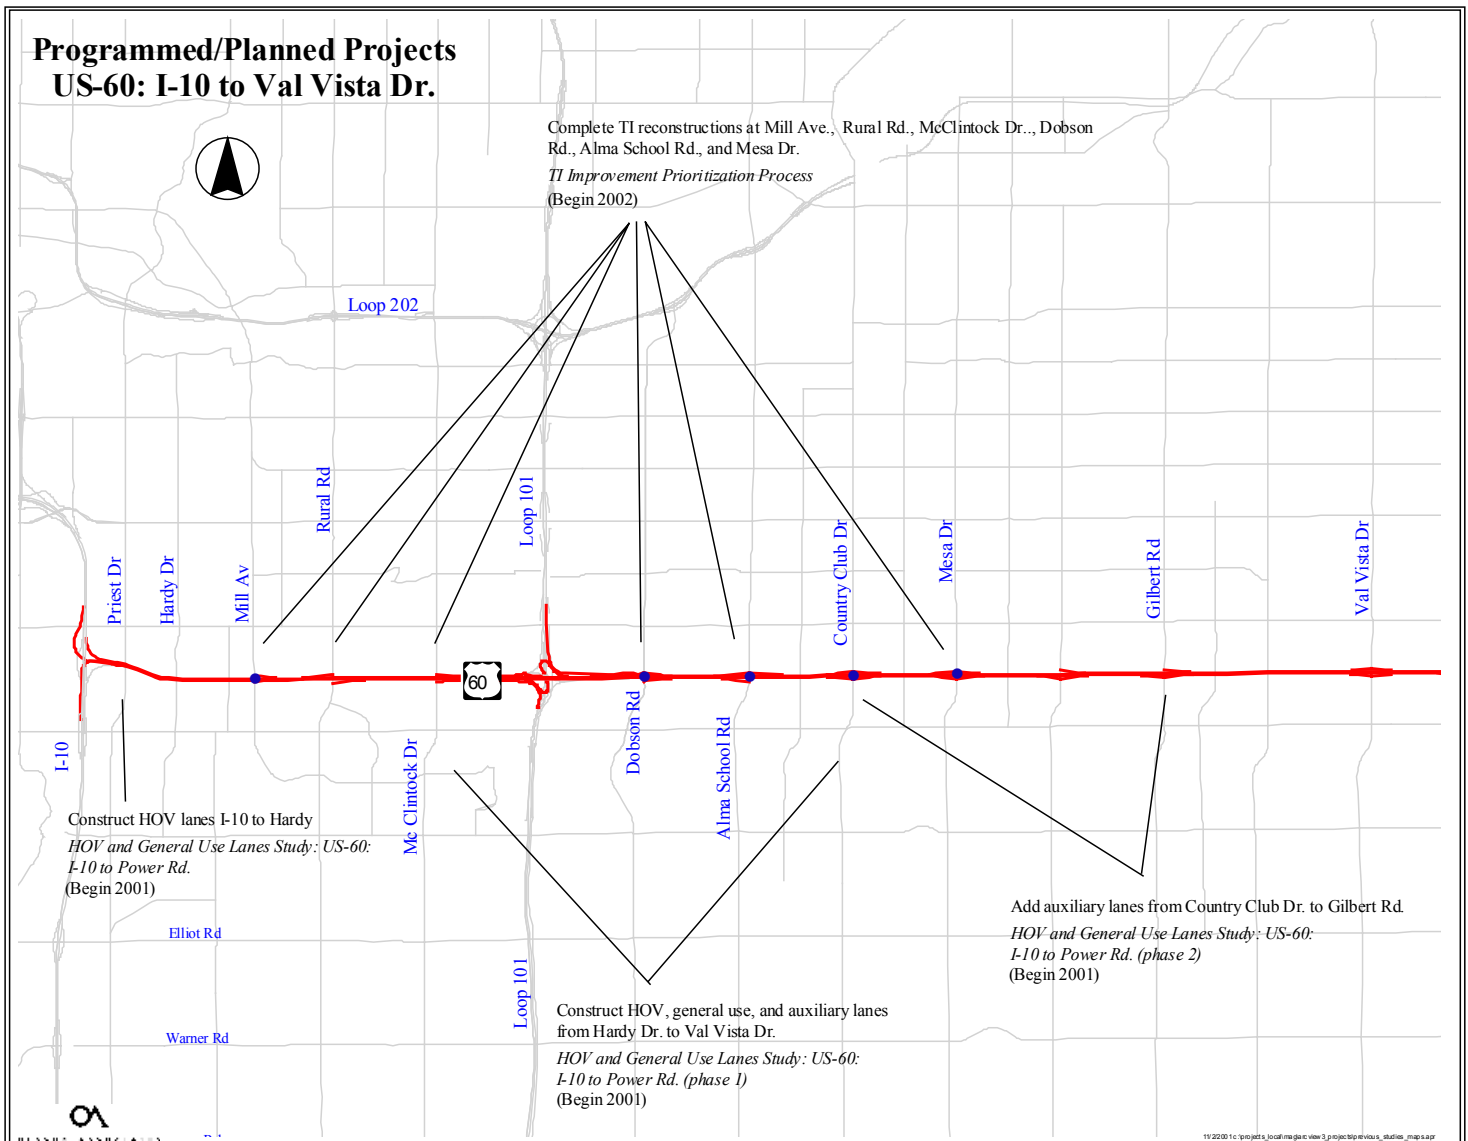 Programmed/Planned Projects
US-60: I-10 to Val Vista Dr.
Complete TI reconstructions at Mill Ave., Rural Rd., McClintock Dr.., Dobson
Rd., Alma School Rd., and Mesa Dr.
TI Improvement Prioritization Process
(Begin 2002)
Loop 202
Rural Rd
Loop 101
Priest Dr
Hardy Dr
Mill Av
Country Club Dr
Mesa Dr
Gilbert Rd
Val Vista Dr
60
I-10
Mc Clintock Dr
Dobson Rd
Alma School Rd
Construct HOV lanes I-10 to Hardy
HOV and General Use Lanes Study: US-60:
I-10 to Power Rd.
(Begin 2001)
Add auxiliary lanes from Country Club Dr. to Gilbert Rd.
HOV and General Use Lanes Study: US-60:
I-10 to Power Rd. (phase 2)
(Begin 2001)
Elliot Rd
Loop 101
Construct HOV, general use, and auxiliary lanes
from Hardy Dr. to Val Vista Dr.
HOV and General Use Lanes Study: US-60:
I-10 to Power Rd. (phase 1)
(Begin 2001)
Warner Rd